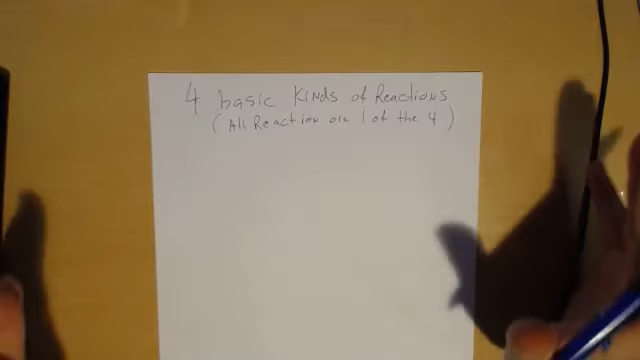 4 basic Kinds of Reactions
(All Reaction are 1 of the 4)